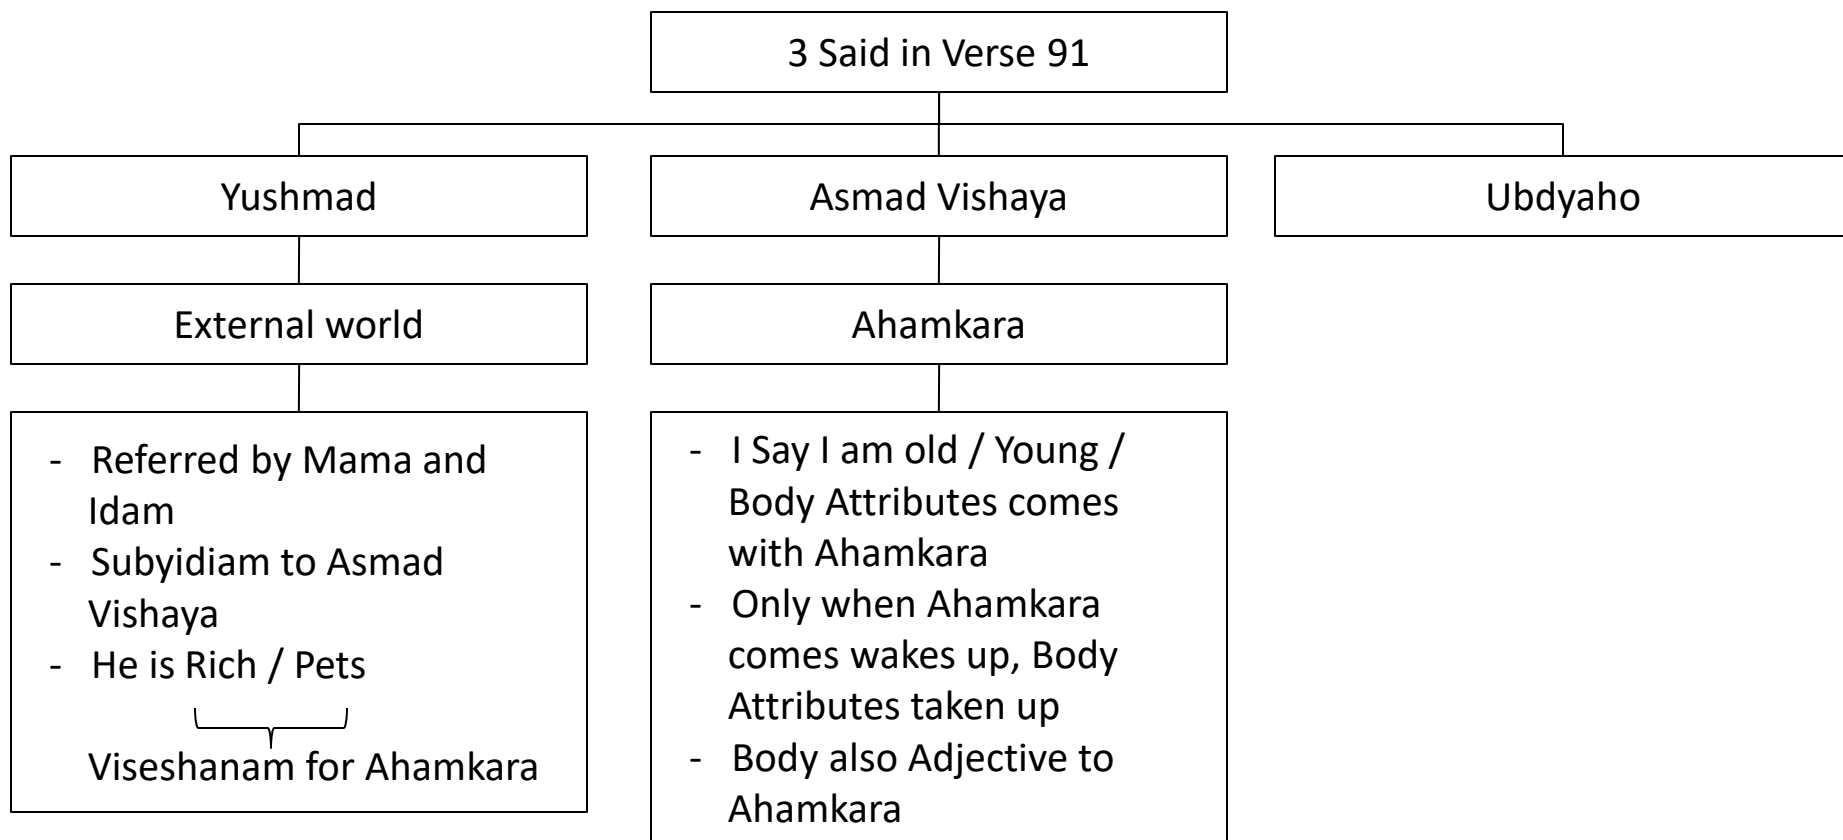 3 Said in Verse 91
Yushmad
Asmad Vishaya
Ubdyaho
External world
Ahamkara
- Referred by Mama and
Idam
- Subyidiam to Asmad
Vishaya
- He is Rich / Pets
Viseshanam for Ahamkara
- I Say I am old / Young /
Body Attributes comes
with Ahamkara
- Only when Ahamkara
comes wakes up, Body
Attributes taken up
- Body also Adjective to
Ahamkara